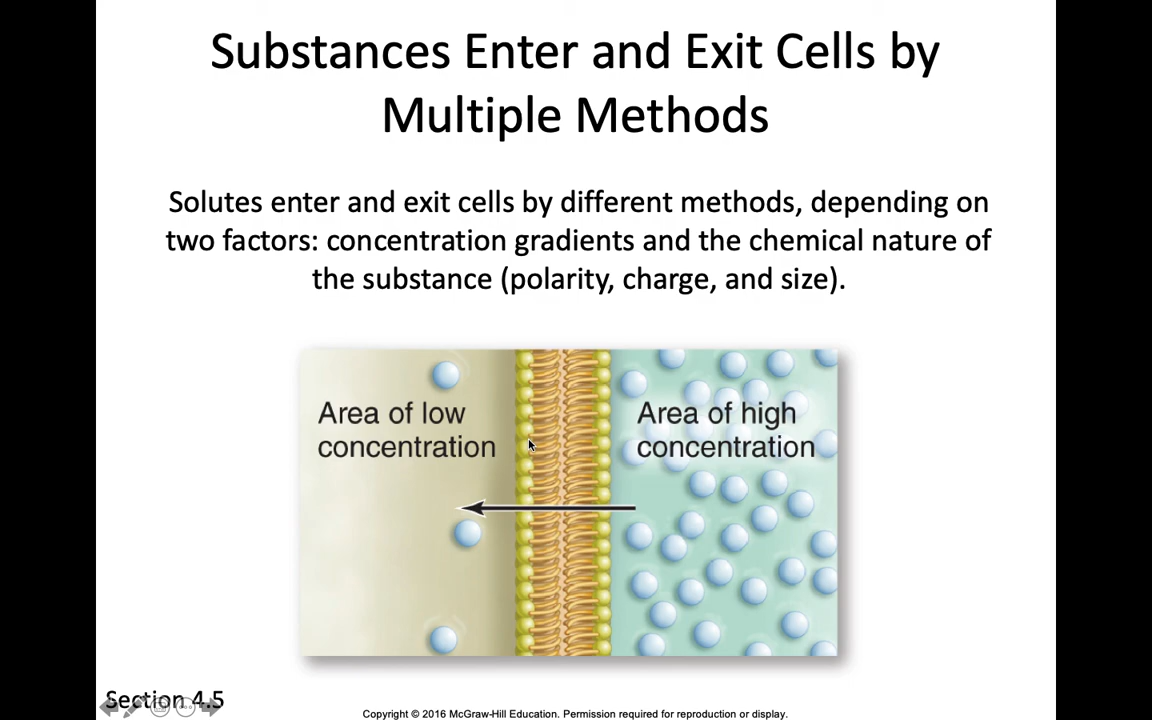 Substances Enter and Exit Cells by
Multiple Methods
Solutes enter and exit cells by different methods, depending on
two factors: concentration gradients and the chemical nature of
the substance (polarity, charge, and size).
Area of low
concentration
Area of high
concentration
Section 4.5
Copyright © 2016 McGraw-Hill Education. Permission required for reproduction or display.